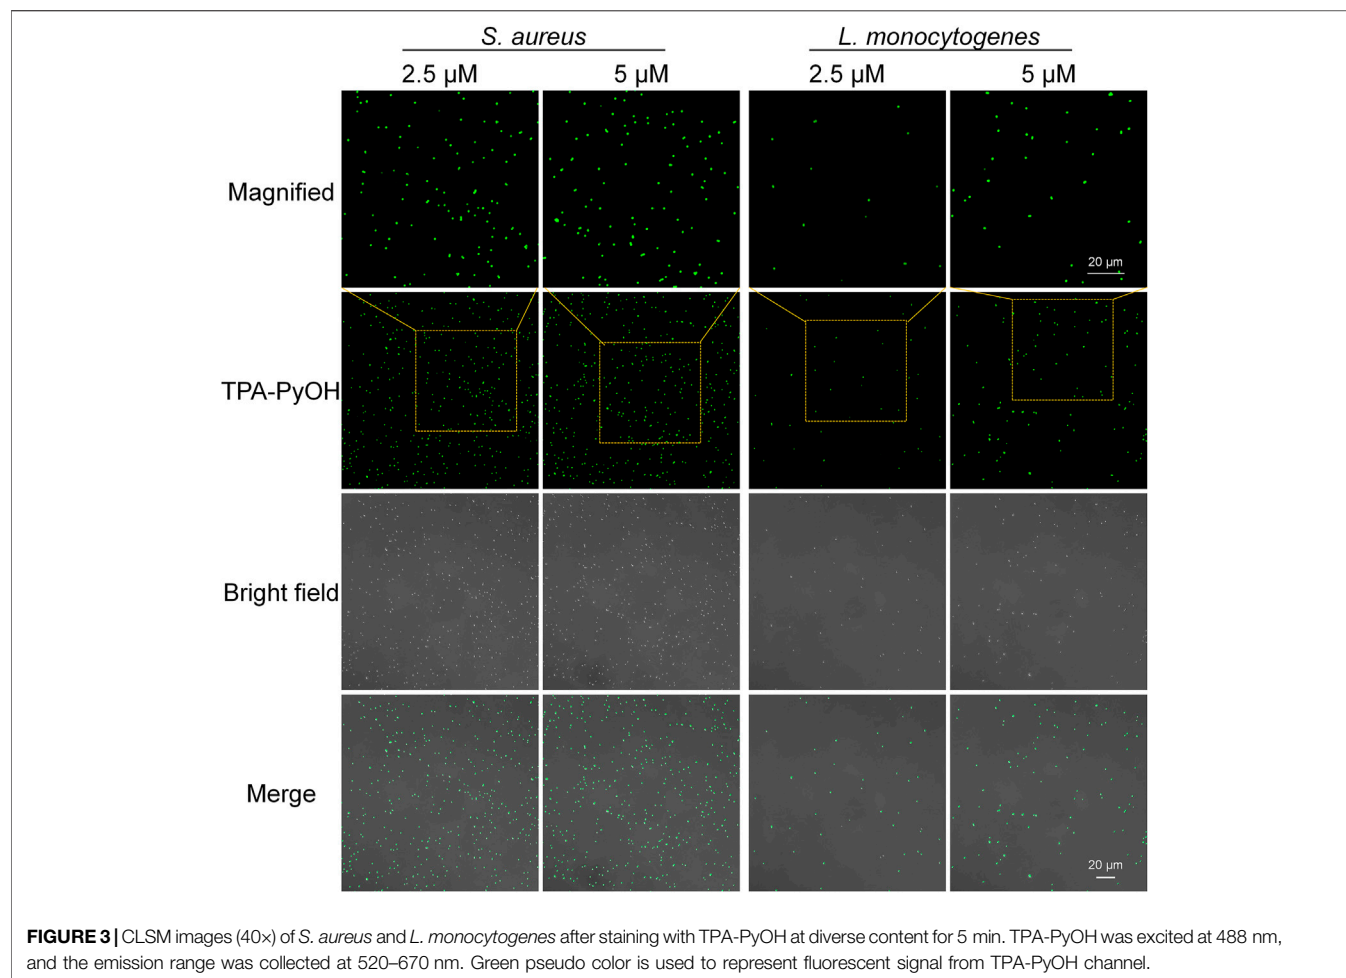 S. aureus L. monocytogenes
2.5 μM 5 μM 2.5 μM 5 μM
Magnified
20 μm
TPA-PyOH
Bright field
Merge
20 μm
FIGURE 3 | CLSM images (40×) of S. aureus and L. monocytogenes after staining with TPA-PyOH at diverse content for 5 min. TPA-PyOH was excited at 488 nm,
and the emission range was collected at 520–670 nm. Green pseudo color is used to represent fluorescent signal from TPA-PyOH channel.